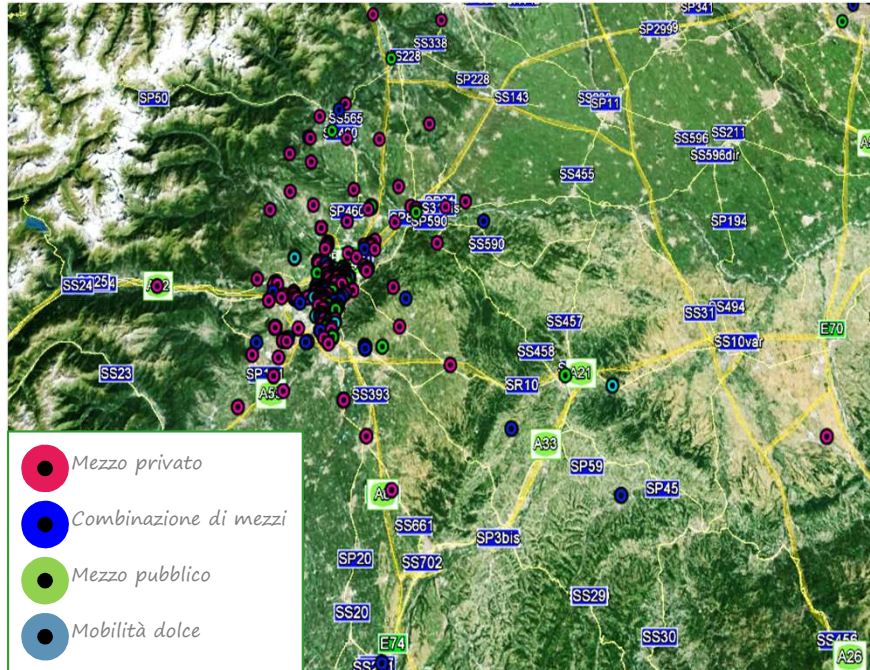 SP341
SP2999
SS338
SS228
SP228
SS143
SP50
SP11
SS565
SS211
SS596
SS596dir
SS455
SP460
SP590
SP194
SS590
SS24
SS494
SS31
SS457
E70
SS10var
SS458
SS23
A21
SR10
SS393
A33
SP59
SP45
SS661
SP3bis
SP20
SS702
SS29
SS20
SS30
E74
SS456
A26
Mezzo privato
Combinazione di mezzi
Mezzo pubblico
Mobilità dolce